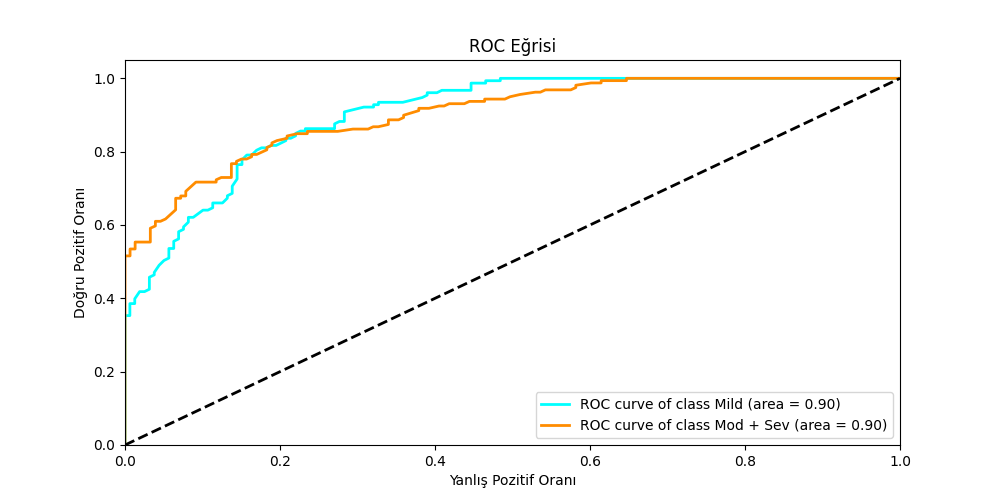 ROC Eğrisi
Doğru Pozitif Oranı
1.0
0.8
0.6
0.4
0.2
0.0
0.0 0.2 0.4 0.6 0.8 1.0
Yanlış Pozitif Oranı
ROC curve of class Mild (area = 0.90)
ROC curve of class Mod + Sev (area = 0.90)